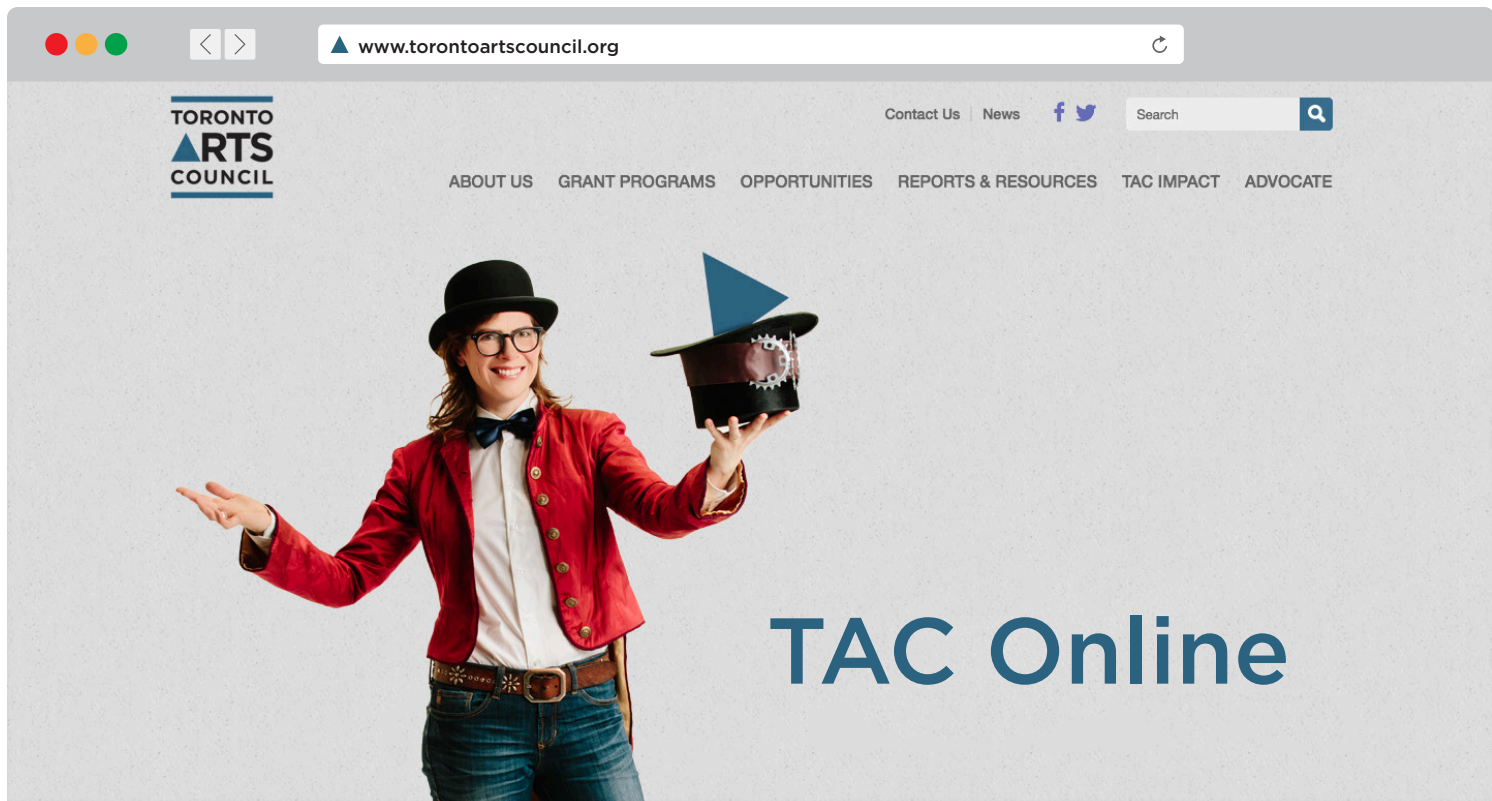 www.torontoartscouncil.org
TORONTO
ARTS
COUNCIL
Contact Us | News
Search
ABOUT US GRANT PROGRAMS OPPORTUNITIES REPORTS & RESOURCES TAC IMPACT ADVOCATE
TAC Online